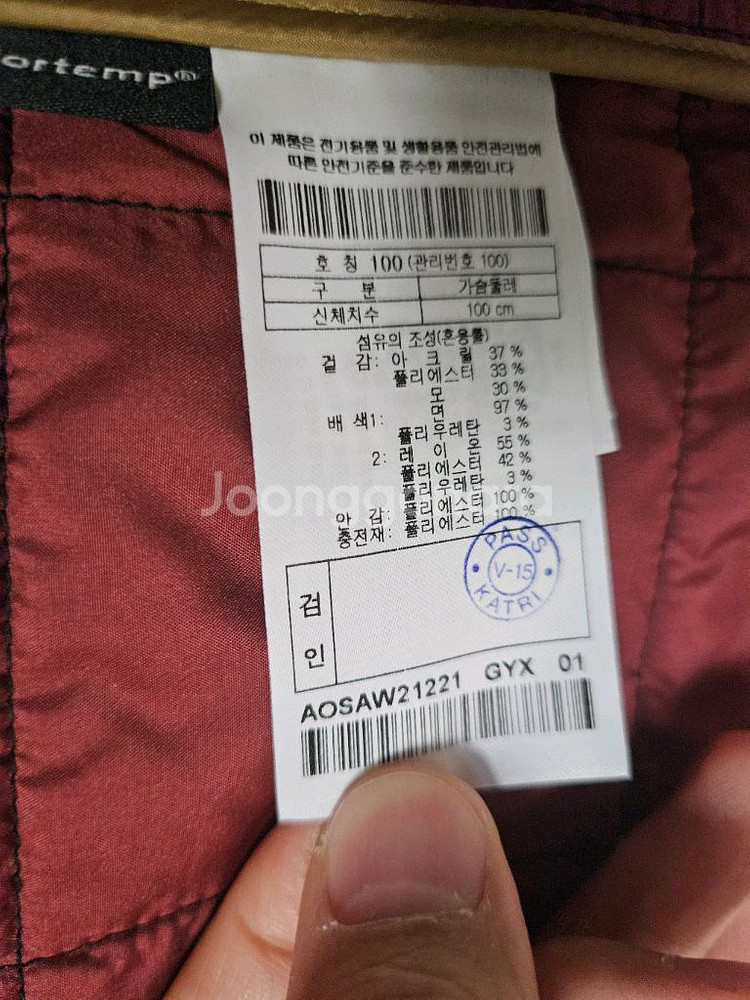 ortemp®
이 제품은 전기용품 및 생활용품 안전관리법에
따른 안전기준을 준수한 제품입니다
호 칭 100 (관리번호 100)
구 분 가슴둘레
신체치수 100 cm
섬유의 조성(혼용률)
겉 감: 아 크 릴 37 %
폴리에스터 33 %
모 30 %
배 색1: 면 97 %
폴리우레탄 3 %
2: 레 이 온 55 %
폴리에스터 42 %
폴리우레탄 3 %
안 감: 폴리에스터 100 %
충전재: 폴리에스터 100 %
PASS
V-15
KATRI
검
인
AOSAW21221 GYX 01